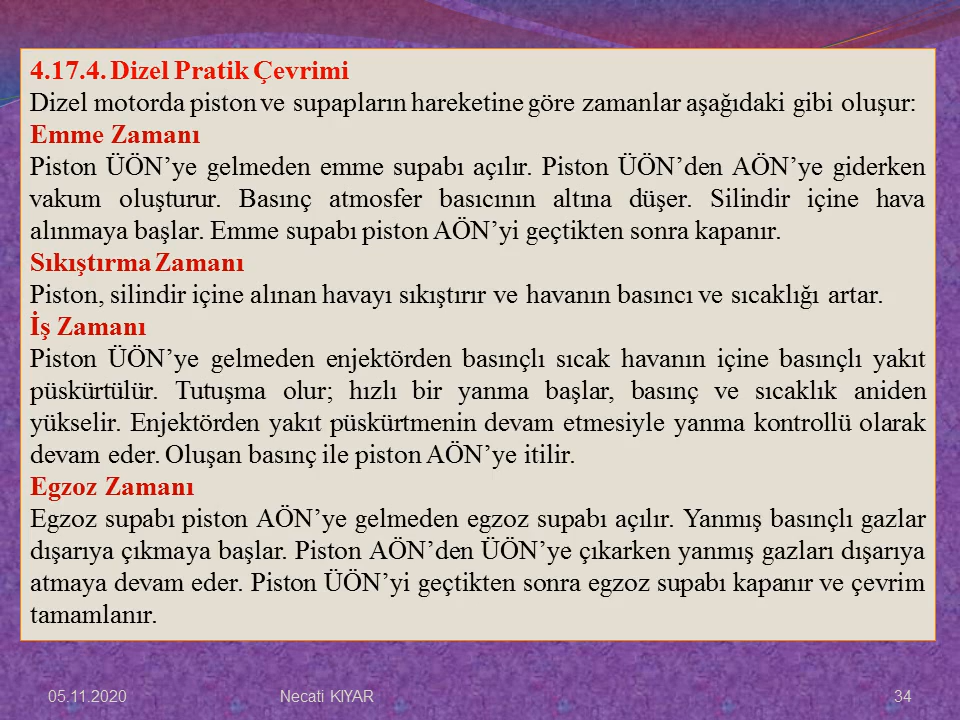 4.17.4. Dizel Pratik Çevrimi
Dizel motorda piston ve supapların hareketine göre zamanlar aşağıdaki gibi oluşur:
Emme Zamanı
Piston ÜÖN’ye gelmeden emme supabı açılır. Piston ÜÖN’den AÖN’ye giderken
vakum oluşturur. Basınç atmosfer basıcının altına düşer. Silindir içine hava
alınmaya başlar. Emme supabı piston AÖN’yi geçtikten sonra kapanır.
Sıkıştırma Zamanı
Piston, silindir içine alınan havayı sıkıştırır ve havanın basıncı ve sıcaklığı artar.
İş Zamanı
Piston ÜÖN’ye gelmeden enjektörden basınçlı sıcak havanın içine basınçlı yakıt
püskürtülür. Tutuşma olur; hızlı bir yanma başlar, basınç ve sıcaklık aniden
yükselir. Enjektörden yakıt püskürtmenin devam etmesiyle yanma kontrollü olarak
devam eder. Oluşan basınç ile piston AÖN’ye itilir.
Egzoz Zamanı
Egzoz supabı piston AÖN’ye gelmeden egzoz supabı açılır. Yanmış basınçlı gazlar
dışarıya çıkmaya başlar. Piston AÖN’den ÜÖN’ye çıkarken yanmış gazları dışarıya
atmaya devam eder. Piston ÜÖN’yi geçtikten sonra egzoz supabı kapanır ve çevrim
tamamlanır.
05.11.2020 Necati KIYAR 34